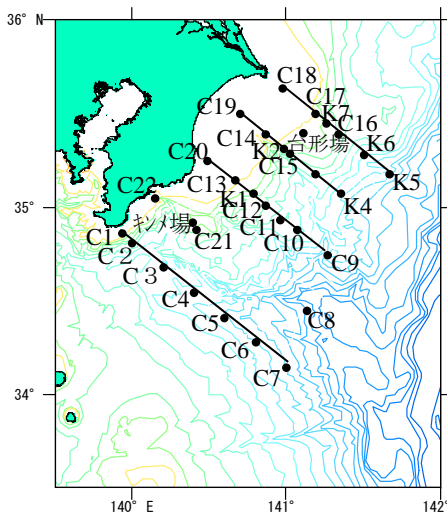 36° N
C18
C19
C17
K7
C14
C16
K2
台形場
K6
C20
C15
C13
K5
C22
K1
K4
C12
キンメ場
C11
35°
C1
C21
C10
C２
C9
C３
C4
C8
C5
C6
C7
34°
140° E
141°
142°